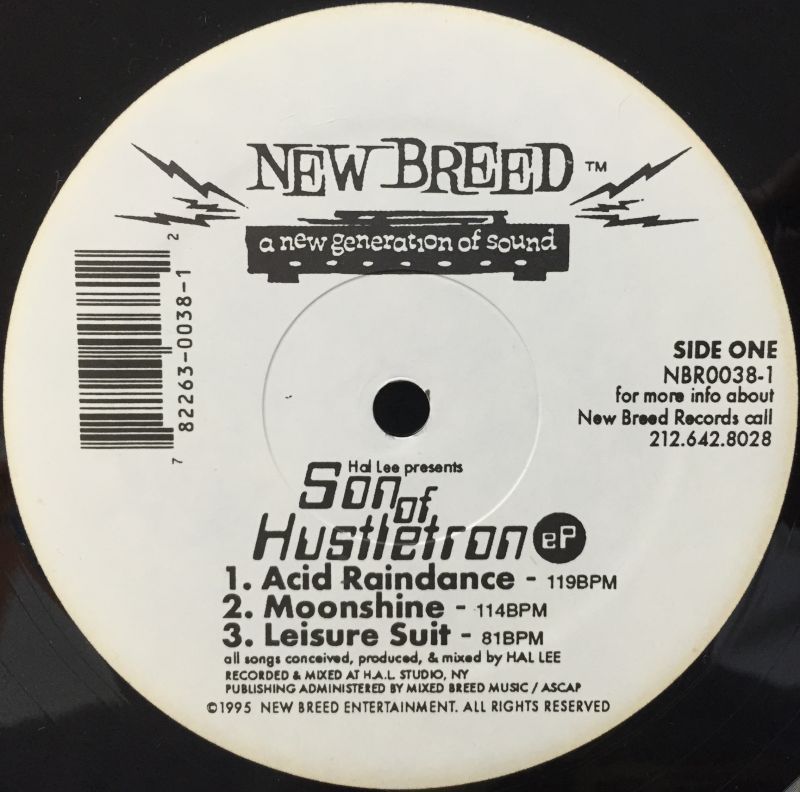 NEW BREED ™
a new generation of sound
7 82263-0038-1 2
SIDE ONE
NBR0038-1
for more info about
New Breed Records call
212.642.8028
Hal Lee presents
Son of
Hustletron eP
1. Acid Raindance - 119BPM
2. Moonshine - 114BPM
3. Leisure Suit - 81BPM
all songs conceived, produced, & mixed by HAL LEE
RECORDED & MIXED AT H.A.L. STUDIO, NY
PUBLISHING ADMINISTERED BY MIXED BREED MUSIC / ASCAP
©1995 NEW BREED ENTERTAINMENT. ALL RIGHTS RESERVED